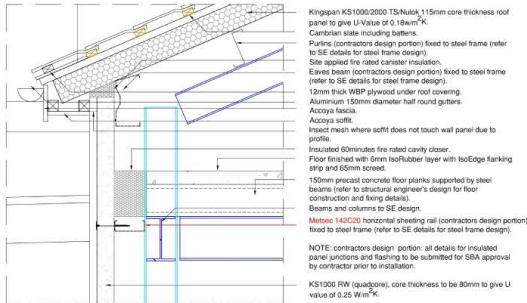 Kingspan KS1000/2000 TS/Nulok 115mm core thickness roof
panel to give U-Value of 0.18w/m²K.
Cambrian slate including battens.
Purlins (contractors design portion) fixed to steel frame (refer
to SE details for steel frame design).
Site applied fire rated canister insulation.
Eaves beam (contractors design portion) fixed to steel frame
(refer to SE details for steel frame design).
12mm thick WBP plywood under roof covering.
Aluminium 150mm diameter half round gutters.
Accoya fascia.
Accoya soffit.
Insect mesh where soffit does not touch wall panel due to
profile.
Insulated 60minutes fire rated cavity closer.
Floor finished with 6mm IsoRubber layer with IsoEdge flanking
strip and 65mm screed.
150mm precast concrete floor planks supported by steel
beams (refer to structural engineer's design for floor
construction and fixing details).
Beams and columns to SE design.
Metsec 142C20 horizontal sheeting rail (contractors design portion)
fixed to steel frame (refer to SE details for steel frame design).
NOTE: contractors design portion: all details for insulated
panel junctions and flashing to be submitted for SBA approval
by contractor prior to installation.
KS1000 RW (quadcore), core thickness to be 80mm to give U
value of 0.25 W/m²K.